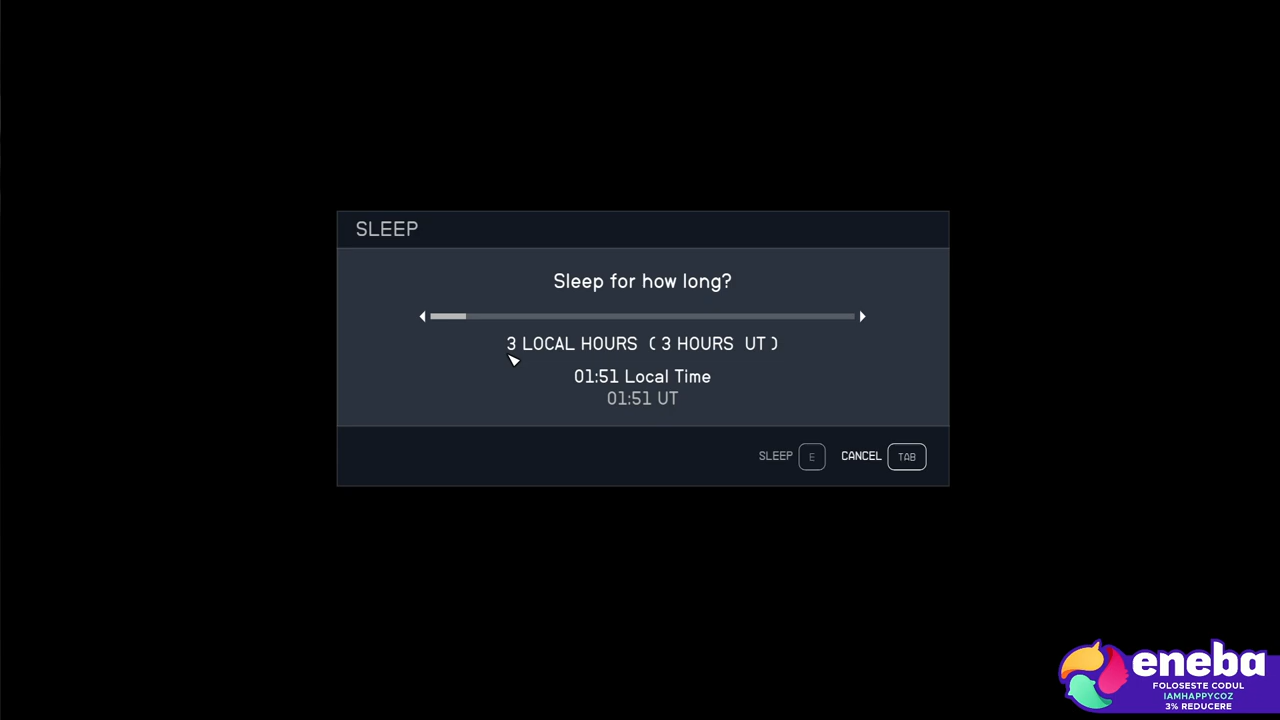 SLEEP
Sleep for how long?
3 LOCAL HOURS (3 HOURS UT)
01:51 Local Time
01:51 UT
SLEEP E CANCEL TAB
eneba
FOLOSESTE CODUL
IAMHAPPYCOZ
3% REDUCERE